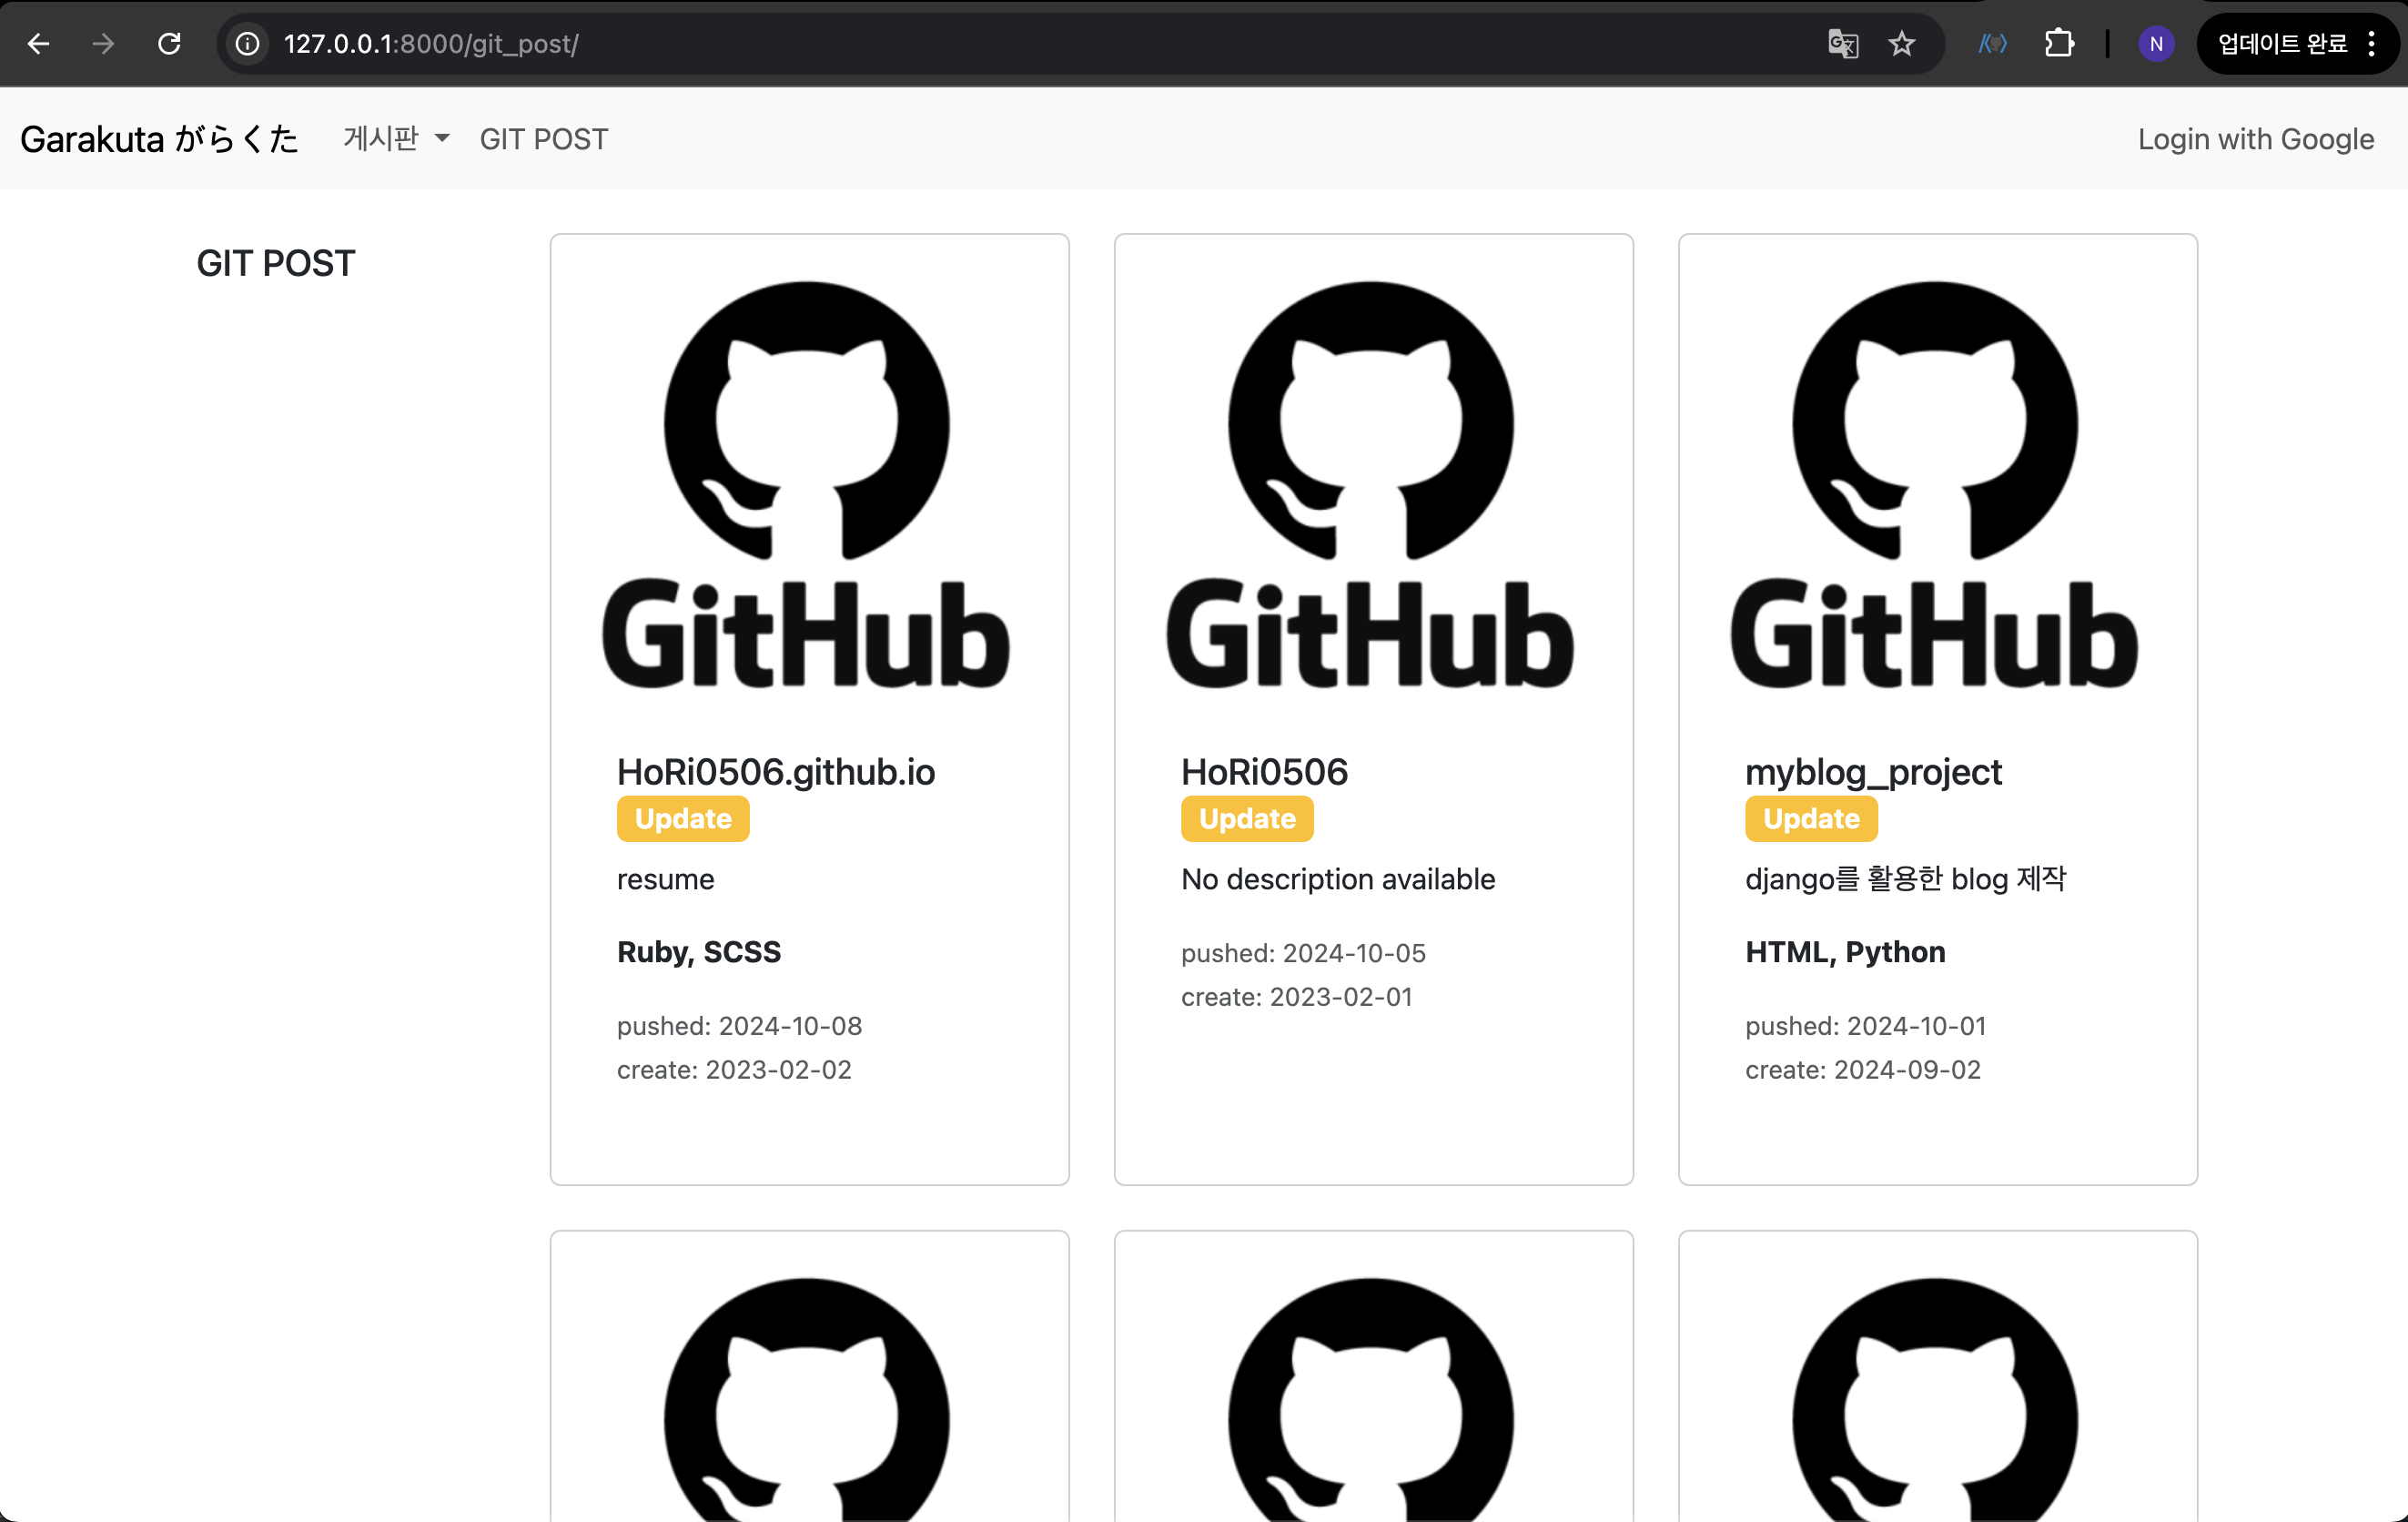 127.0.0.1:8000/git_post/
N
업데이트 완료
Garakuta がらくた
게시판
GIT POST
Login with Google
GIT POST
GitHub
HoRi0506.github.io
Update
resume
Ruby, SCSS
pushed: 2024-10-08
create: 2023-02-02
GitHub
HoRi0506
Update
No description available
pushed: 2024-10-05
create: 2023-02-01
GitHub
myblog_project
Update
django를 활용한 blog 제작
HTML, Python
pushed: 2024-10-01
create: 2024-09-02